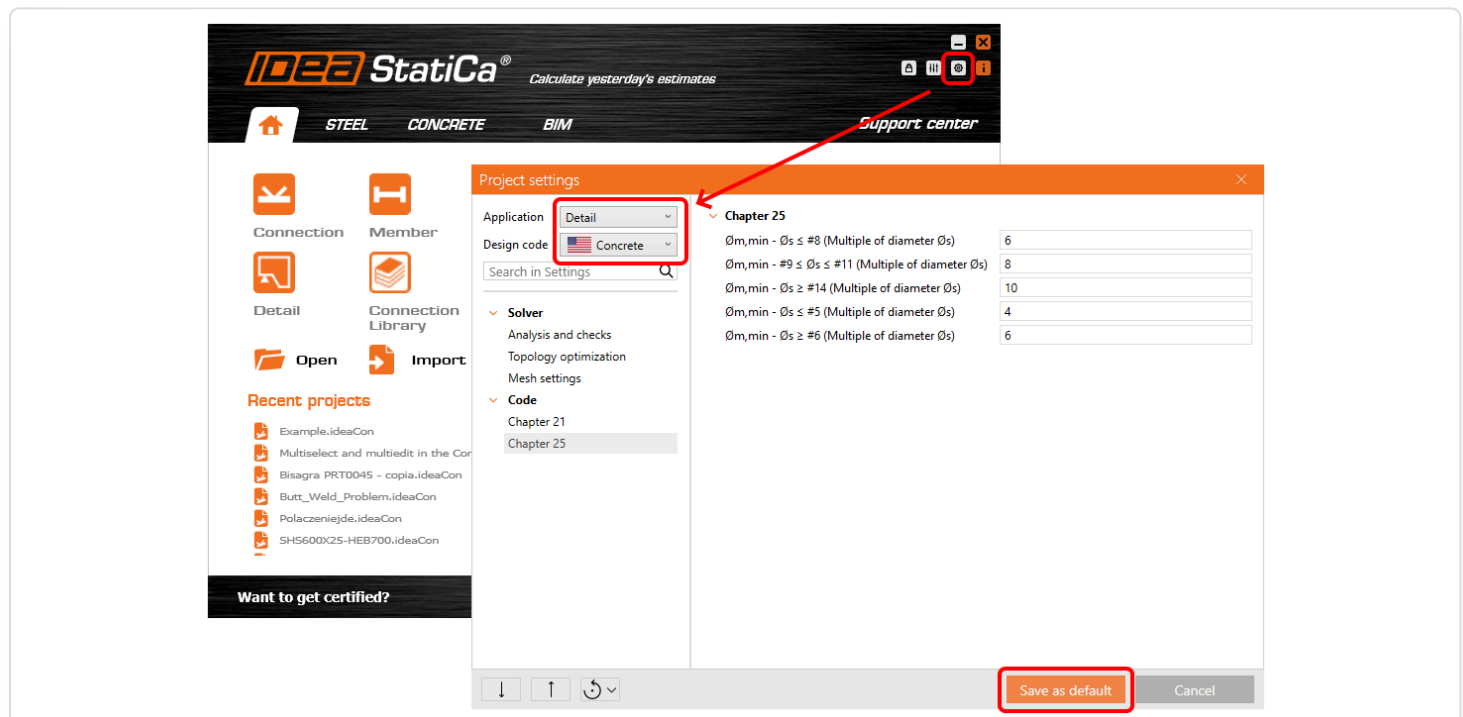 IDEA StatiCa®
Calculate yesterday's estimates
STEEL CONCRETE BIM Support center
Connection Member
Detail Connection
Library
Open Import
Recent projects
Example.ideaCon
Multiselect and multiedit in the Cor
Bisagra PRT0045 - copia.ideaCon
Butt_Weld_Problem.ideaCon
Polaczeniejde.ideaCon
SHS600X25-HEB700.ideaCon
Want to get certified?
Project settings
Application Detail
Design code Concrete
Search in Settings
Solver
Analysis and checks
Topology optimization
Mesh settings
Code
Chapter 21
Chapter 25
Chapter 25
Øm,min - Øs ≤ #8 (Multiple of diameter Øs) 6
Øm,min - #9 ≤ Øs ≤ #11 (Multiple of diameter Øs) 8
Øm,min - Øs ≥ #14 (Multiple of diameter Øs) 10
Øm,min - Øs ≤ #5 (Multiple of diameter Øs) 4
Øm,min - Øs ≥ #6 (Multiple of diameter Øs) 6
Save as default Cancel